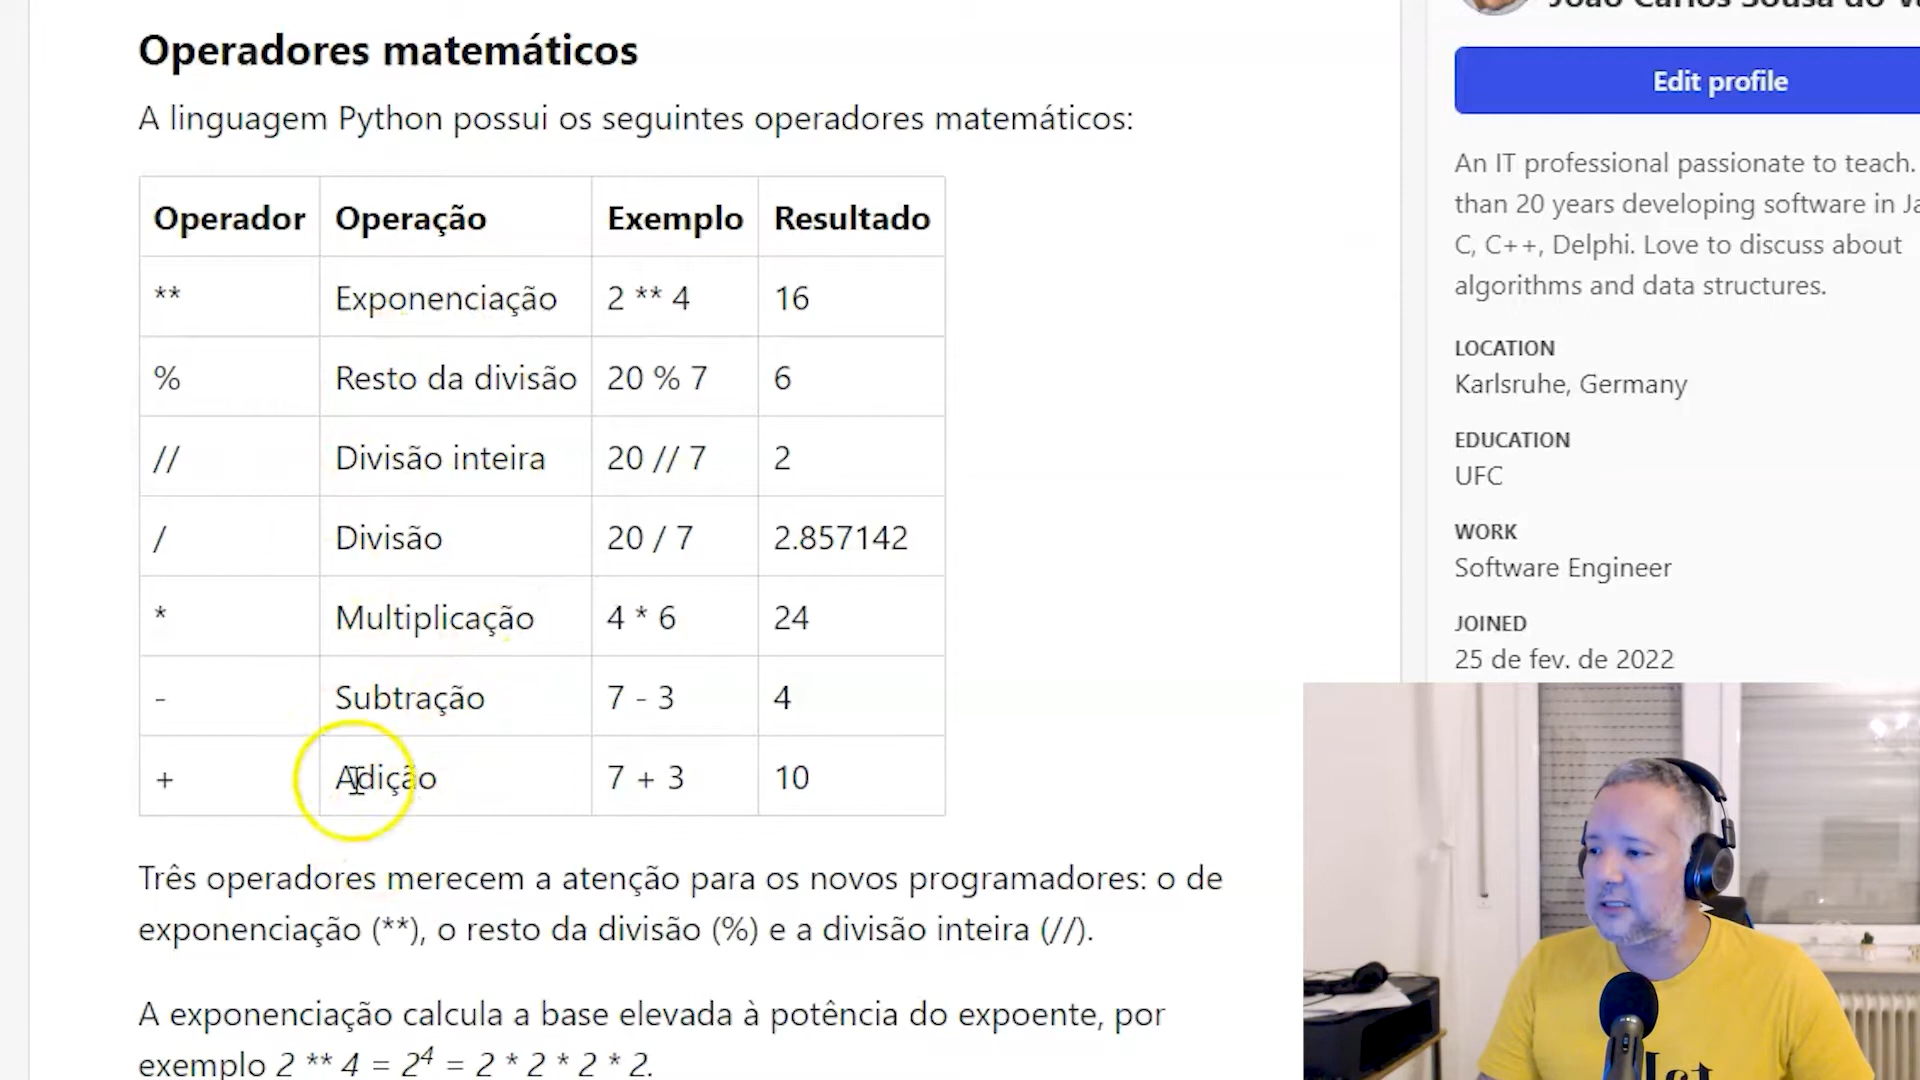 Operadores matemáticos
A linguagem Python possui os seguintes operadores matemáticos:
Operador Operação Exemplo Resultado
** Exponenciação 2 ** 4 16
% Resto da divisão 20 % 7 6
// Divisão inteira 20 // 7 2
/ Divisão 20 / 7 2.857142
* Multiplicação 4 * 6 24
- Subtração 7 - 3 4
+ Adição 7 + 3 10
Três operadores merecem a atenção para os novos programadores: o de
exponenciação (**), o resto da divisão (%) e a divisão inteira (//).
A exponenciação calcula a base elevada à potência do expoente, por
exemplo 2 ** 4 = 2⁴ = 2 * 2 * 2 * 2.
João Carlos Sousa do
Edit profile
An IT professional passionate to teach.
than 20 years developing software in
C, C++, Delphi. Love to discuss about
algorithms and data structures.
LOCATION
Karlsruhe, Germany
EDUCATION
UFC
WORK
Software Engineer
JOINED
25 de fev. de 2022